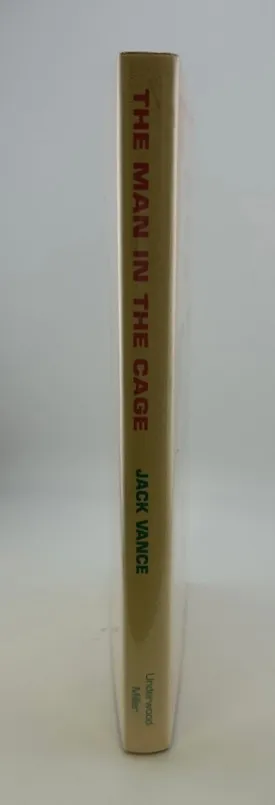 THE MAN IN THE CAGE
JACK VANCE
Underwood
Miller